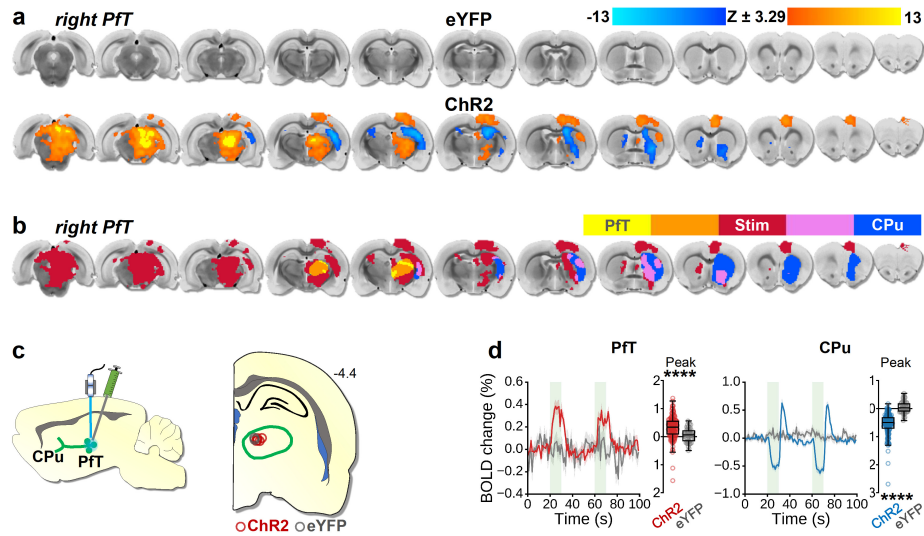 a
right PfT
eYFP
-13
Z ± 3.29
13
ChR2
b
right PfT
PfT
Stim
CPu
c
CPu
PfT
-4.4
ChR2
eYFP
d
PfT
CPu
BOLD change (%)
0.6
0.4
0.2
0.0
−0.2
−0.4
0 20 40 60 80 100
Time (s)
Peak
****
2
1
0
1
2
ChR2
eYFP
1.0
0.5
0.0
−0.5
−1.0
0 20 40 60 80 100
Time (s)
Peak
1
0
1
2
3
****
ChR2
eYFP